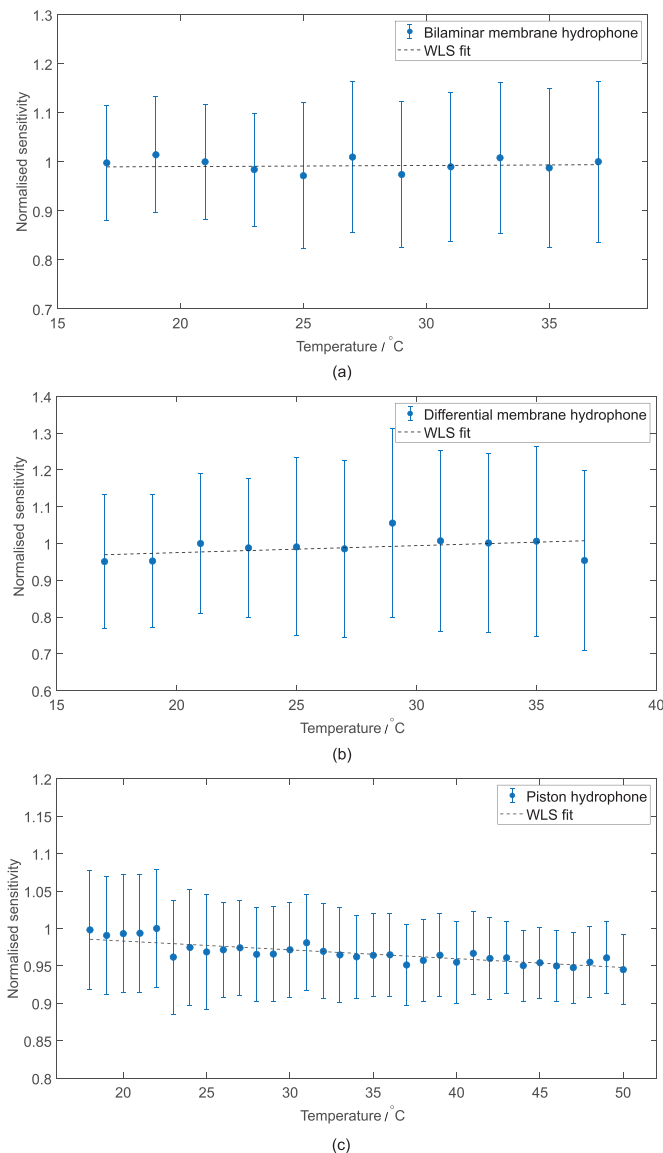 1.3
1.2
1.1
1
0.9
0.8
0.7
Normalised sensitivity
Bilaminar membrane hydrophone
WLS fit
15 20 25 30 35
Temperature / °C
(a)
1.4
1.3
1.2
1.1
1
0.9
0.8
0.7
0.6
Normalised sensitivity
Differential membrane hydrophone
WLS fit
15 20 25 30 35 40
Temperature / °C
(b)
1.2
1.15
1.1
1.05
1
0.95
0.9
0.85
0.8
Normalised sensitivity
Piston hydrophone
WLS fit
20 25 30 35 40 45 50
Temperature / °C
(c)